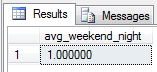 Results Messages
avg_weekend_night
1 1.000000